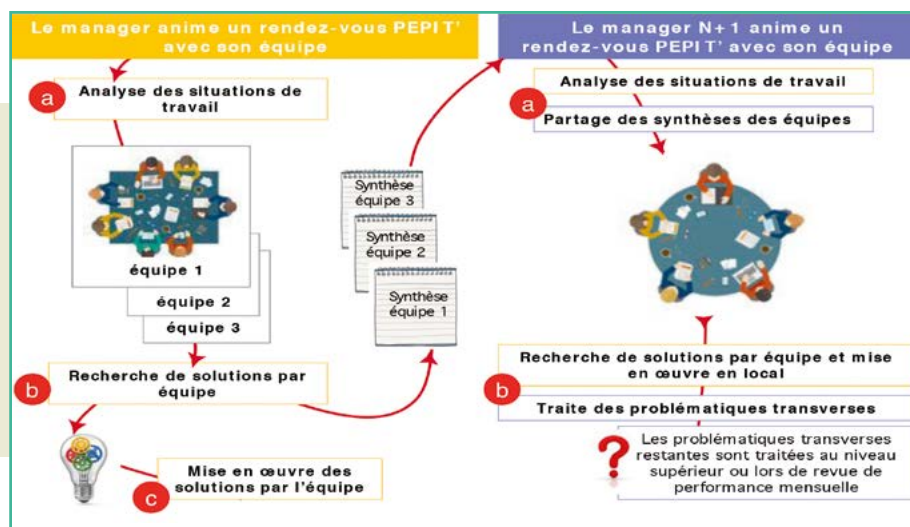 Le manager anime un rendez-vous PEPIT'
avec son équipe
a
Analyse des situations de
travail
équipe 1
équipe 2
équipe 3
b
Recherche de solutions par
équipe
c
Mise en œuvre des
solutions par l'équipe
Synthèse
équipe 3
Synthèse
équipe 2
Synthèse
équipe 1
Le manager N+1 anime un
rendez-vous PEPIT' avec son équipe
a
Analyse des situations de travail
Partage des synthèses des équipes
b
Recherche de solutions par équipe et mise
en œuvre en local
Traite des problématiques transverses
?
Les problématiques transverses
restantes sont traitées au niveau
supérieur ou lors de revue de
performance mensuelle